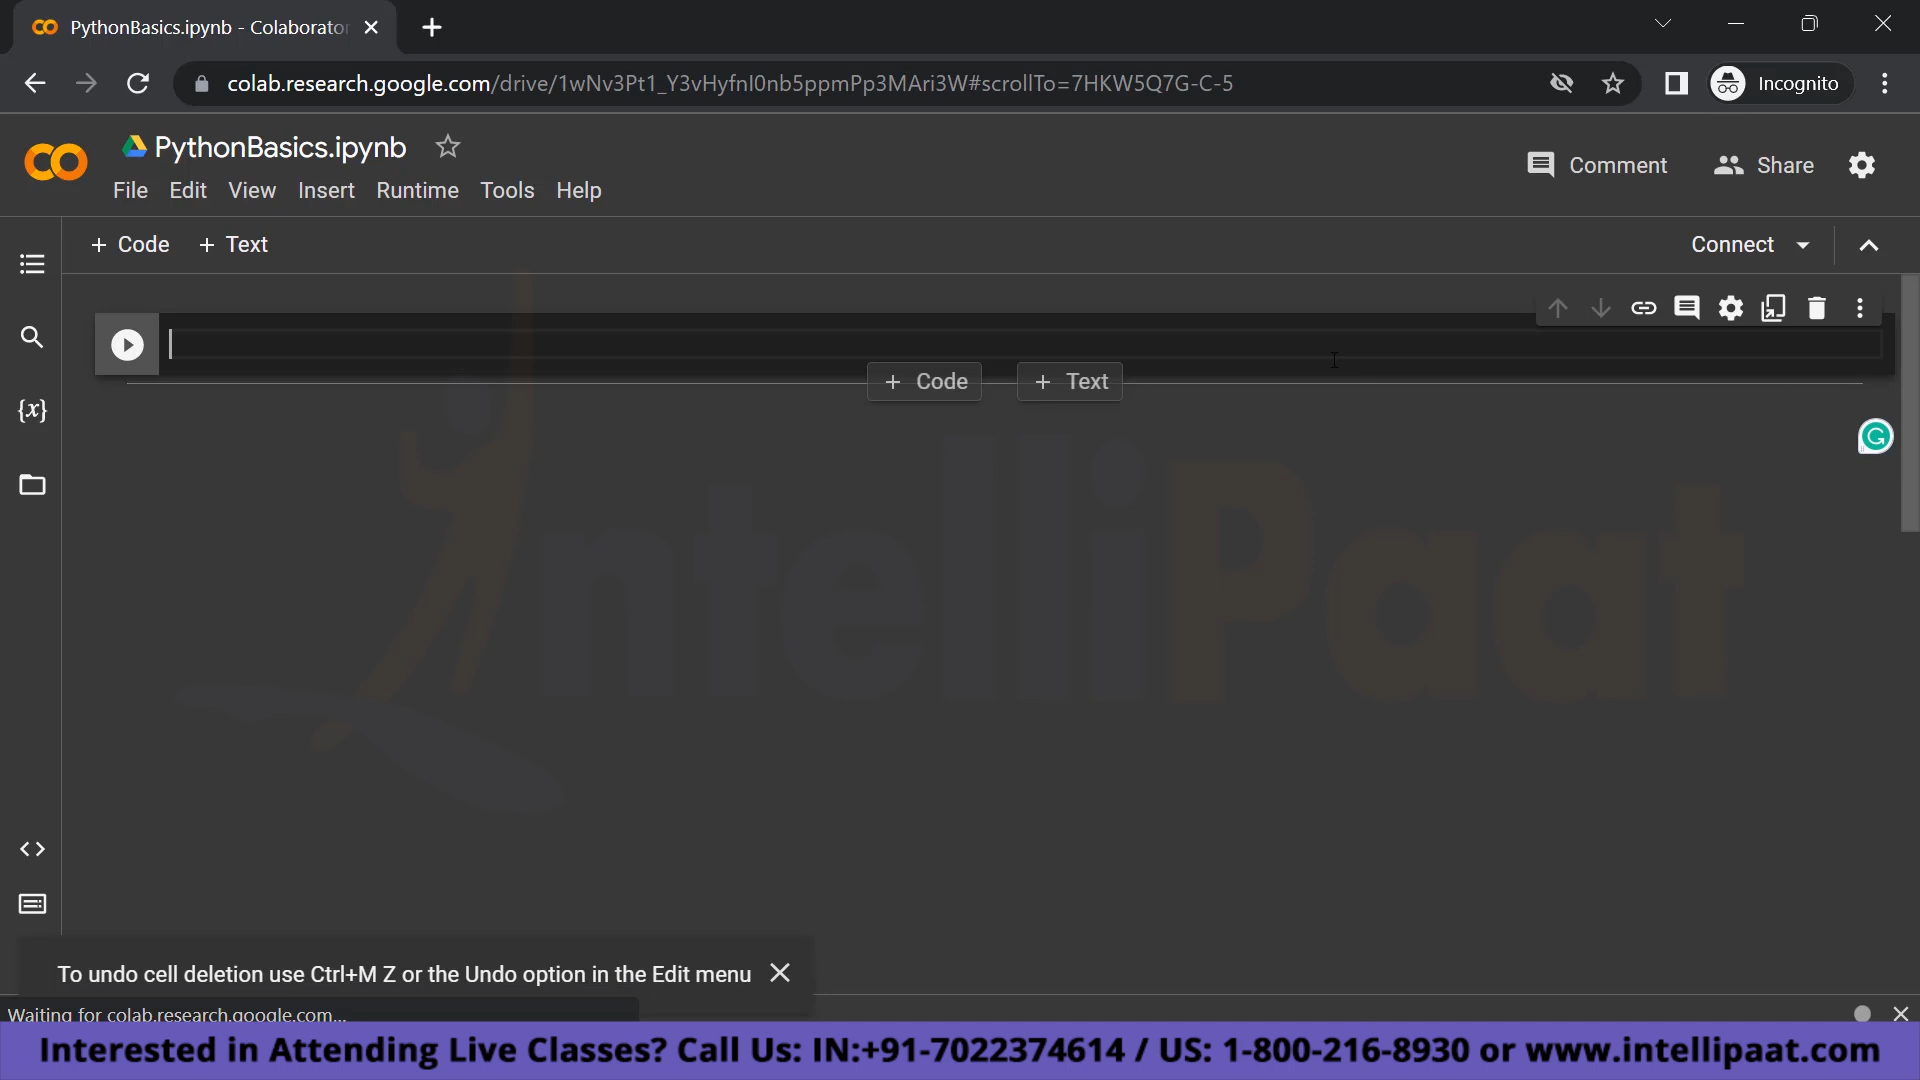 PythonBasics.ipynb - Colaborator
colab.research.google.com/drive/1wNv3Pt1_Y3vHyfnI0nb5ppmPp3MAri3W#scrollTo=7HKW5Q7G-C-5
Incognito
PythonBasics.ipynb
Comment
Share
File Edit View Insert Runtime Tools Help
+ Code + Text
Connect
{x}
+ Code + Text
IntelliPaat
To undo cell deletion use Ctrl+M Z or the Undo option in the Edit menu
Waiting for colab.research.google.com...
Interested in Attending Live Classes? Call Us: IN:+91-7022374614 / US: 1-800-216-8930 or www.intellipaat.com